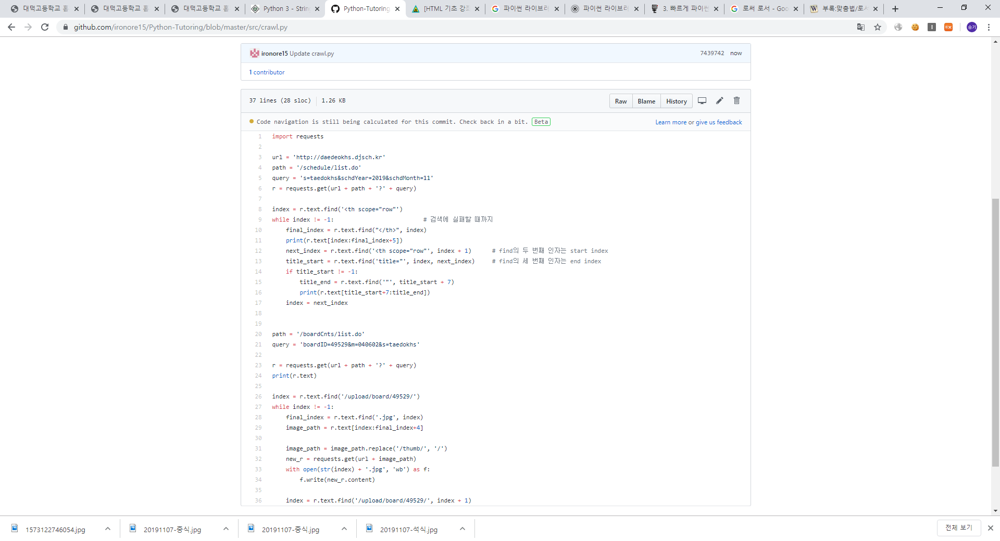 대덕고등학교 홈
대덕고등학교 홈
대덕고등학교 홈
Python 3 - Strin
Python-Tutoring
[HTML 기초 강좌
파이썬 라이브러
파이썬 라이브러
3. 빠르게 파이썬
로써 로서 - Goo
부록:맞춤법/로서
github.com/ironore15/Python-Tutoring/blob/master/src/crawl.py
승기
ironore15 Update crawl.py 7439742 now
1 contributor
37 lines (28 sloc) 1.26 KB Raw Blame History
Code navigation is still being calculated for this commit. Check back in a bit. Beta Learn more or give us feedback
1 import requests
2
3 url = 'http://daedeokhs.djsch.kr'
4 path = '/schedule/list.do'
5 query = 's=taedokhs&schdYear=2019&schdMonth=11'
6 r = requests.get(url + path + '?' + query)
7
8 index = r.text.find('<th scope="row"')
9 while index != -1: # 검색에 실패할 때까지
10 final_index = r.text.find("</th>", index)
11 print(r.text[index:final_index+5])
12 next_index = r.text.find('<th scope="row"', index + 1) # find의 두 번째 인자는 start index
13 title_start = r.text.find('title="', index, next_index) # find의 세 번째 인자는 end index
14 if title_start != -1:
15 title_end = r.text.find('"', title_start + 7)
16 print(r.text[title_start+7:title_end])
17 index = next_index
18
19
20 path = '/boardCnts/list.do'
21 query = 'boardID=49529&m=040602&s=taedokhs'
22
23 r = requests.get(url + path + '?' + query)
24 print(r.text)
25
26 index = r.text.find('/upload/board/49529/')
27 while index != -1:
28 final_index = r.text.find('.jpg', index)
29 image_path = r.text[index:final_index+4]
30
31 image_path = image_path.replace('/thumb/', '/')
32 new_r = requests.get(url + image_path)
33 with open(str(index) + '.jpg', 'wb') as f:
34 f.write(new_r.content)
35
36 index = r.text.find('/upload/board/49529/', index + 1)
1573122746054.jpg
20191107-중식.jpg
20191107-중식.jpg
20191107-석식.jpg
전체 보기